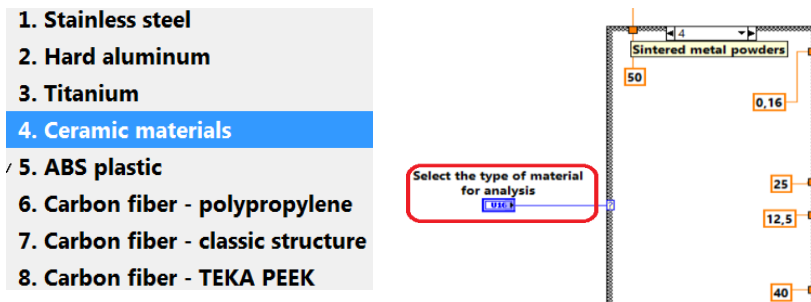 1. Stainless steel
2. Hard aluminum
3. Titanium
4. Ceramic materials
5. ABS plastic
6. Carbon fiber - polypropylene
7. Carbon fiber - classic structure
8. Carbon fiber - TEKA PEEK
4
Sintered metal powders
50
0,16
Select the type of material
for analysis
U16
?
25
12,5
40